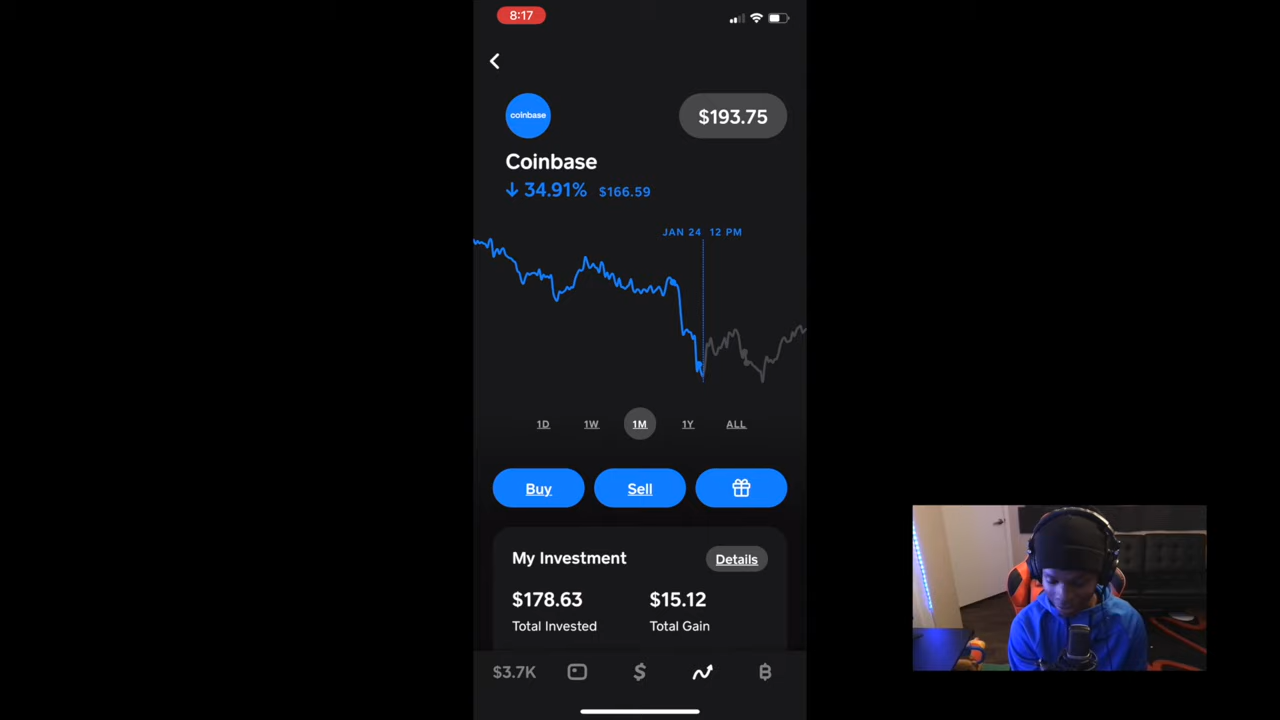 8:17
coinbase
$193.75
Coinbase
↓ 34.91% $166.59
JAN 24 12 PM
1D 1W 1M 1Y ALL
Buy Sell
My Investment Details
$178.63 $15.12
Total Invested Total Gain
$3.7K $ ₿